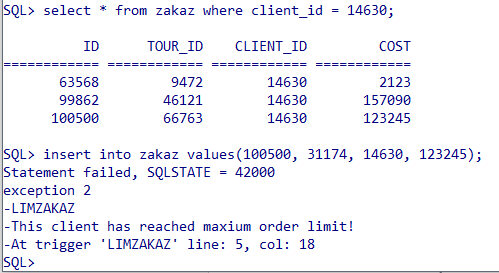 SQL> select * from zakaz where client_id = 14630;
ID TOUR_ID CLIENT_ID COST
============ ============ ============ ============
63568 9472 14630 2123
99862 46121 14630 157090
100500 66763 14630 123245
SQL> insert into zakaz values(100500, 31174, 14630, 123245);
Statement failed, SQLSTATE = 42000
exception 2
-LIMZAKAZ
-This client has reached maxium order limit!
-At trigger 'LIMZAKAZ' line: 5, col: 18
SQL>